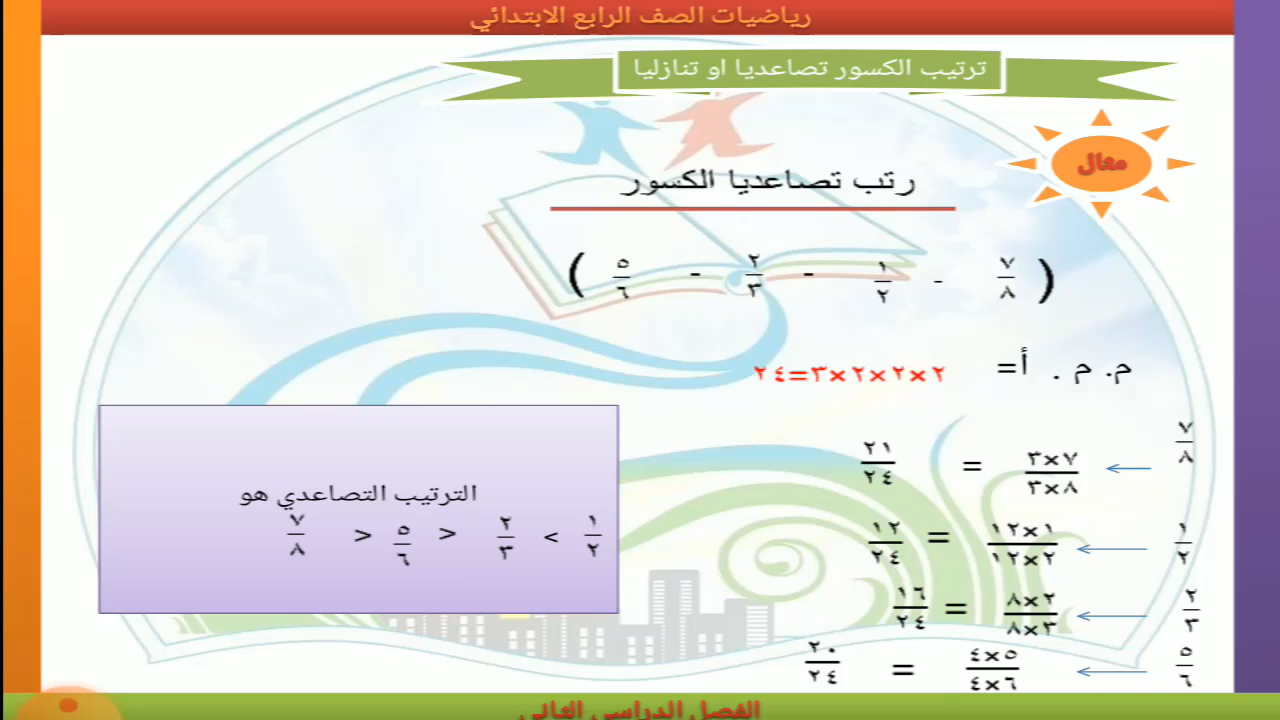 رياضيات الصف الرابع الابتدائي
ترتيب الكسور تصاعديا او تنازليا
مثال
رتب تصاعديا الكسور
( ٧/٨ - ١/٢ - ٢/٣ - ٥/٦ )
م. م . أ= ٢×٢×٢×٣=٢٤
٧/٨ ← ٧×٣/٨×٣ = ٢١/٢٤
١/٢ ← ١×١٢/٢×١٢ = ١٢/٢٤
٢/٣ ← ٢×٨/٣×٨ = ١٦/٢٤
٥/٦ ← ٥×٤/٦×٤ = ٢٠/٢٤
الترتيب التصاعدي هو
١/٢ > ٢/٣ < ٥/٦ < ٧/٨
الفصل الدراسي الثاني